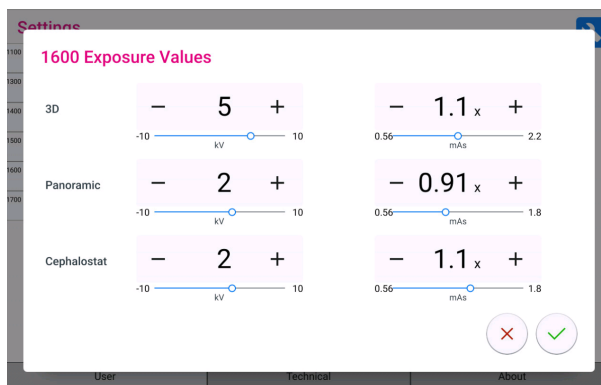 Settings
1100
1600 Exposure Values
1300
3D − 5 + − 1.1 x +
1400
-10 10 0.56 2.2
1500
kV mAs
1600
Panoramic − 2 + − 0.91 x +
1700
-10 10 0.56 1.8
kV mAs
Cephalostat − 2 + − 1.1 x +
-10 10 0.56 1.8
kV mAs
User Technical About